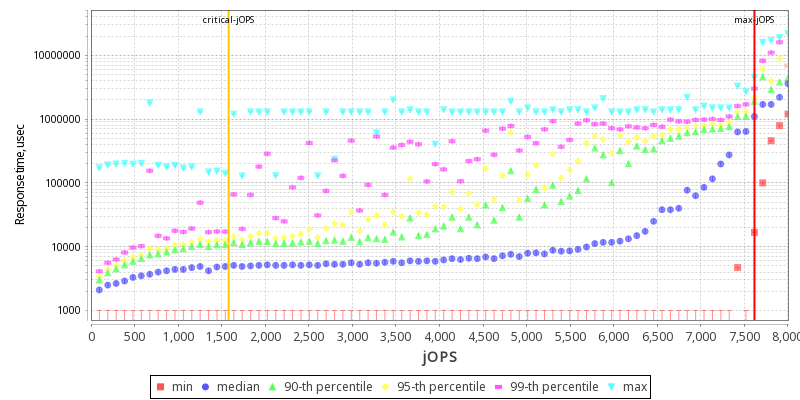 critical-jOPS max-jOPS
10000000
1000000
100000
10000
1000
Response time, usec
0 500 1,000 1,500 2,000 2,500 3,000 3,500 4,000 4,500 5,000 5,500 6,000 6,500 7,000 7,500 8,000
jOPS
min median 90-th percentile 95-th percentile 99-th percentile max